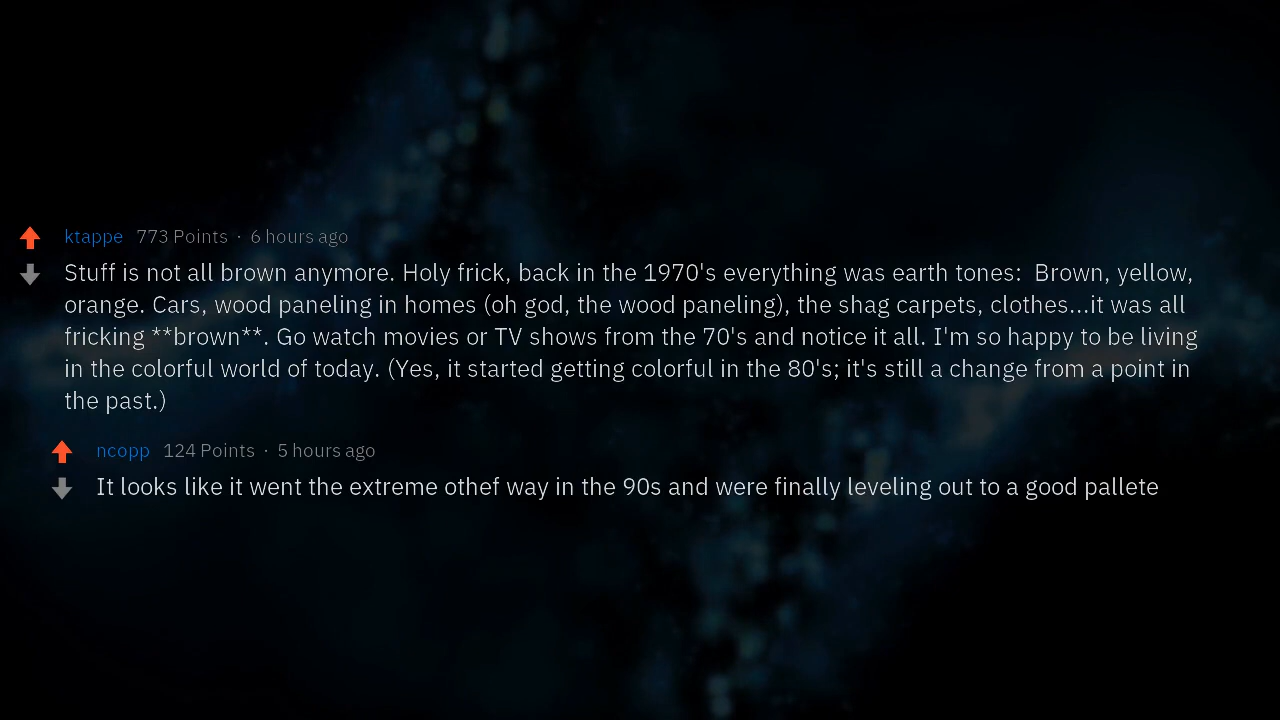 ktappe 773 Points · 6 hours ago
Stuff is not all brown anymore. Holy frick, back in the 1970's everything was earth tones:  Brown, yellow,
orange. Cars, wood paneling in homes (oh god, the wood paneling), the shag carpets, clothes...it was all
fricking **brown**. Go watch movies or TV shows from the 70's and notice it all. I'm so happy to be living
in the colorful world of today. (Yes, it started getting colorful in the 80's; it's still a change from a point in
the past.)
ncopp 124 Points · 5 hours ago
It looks like it went the extreme othef way in the 90s and were finally leveling out to a good pallete